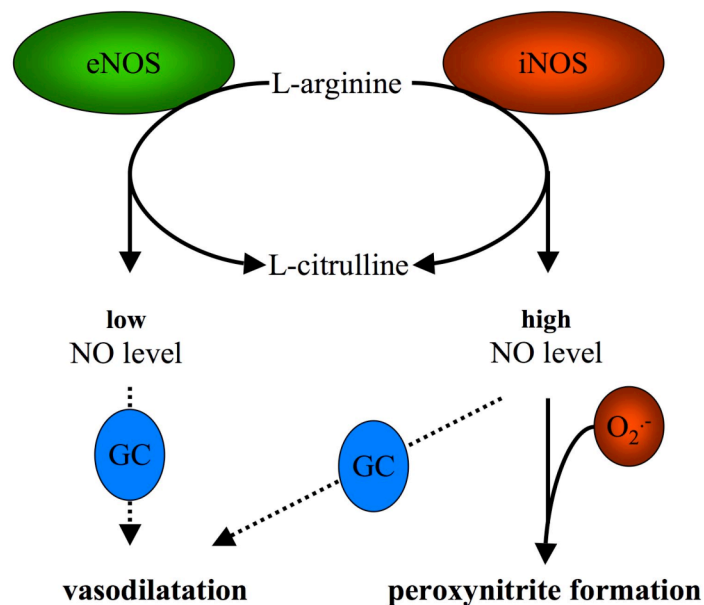 eNOS
iNOS
L-arginine
L-citrulline
low
NO level
high
NO level
GC
GC
O₂·⁻
vasodilatation
peroxynitrite formation